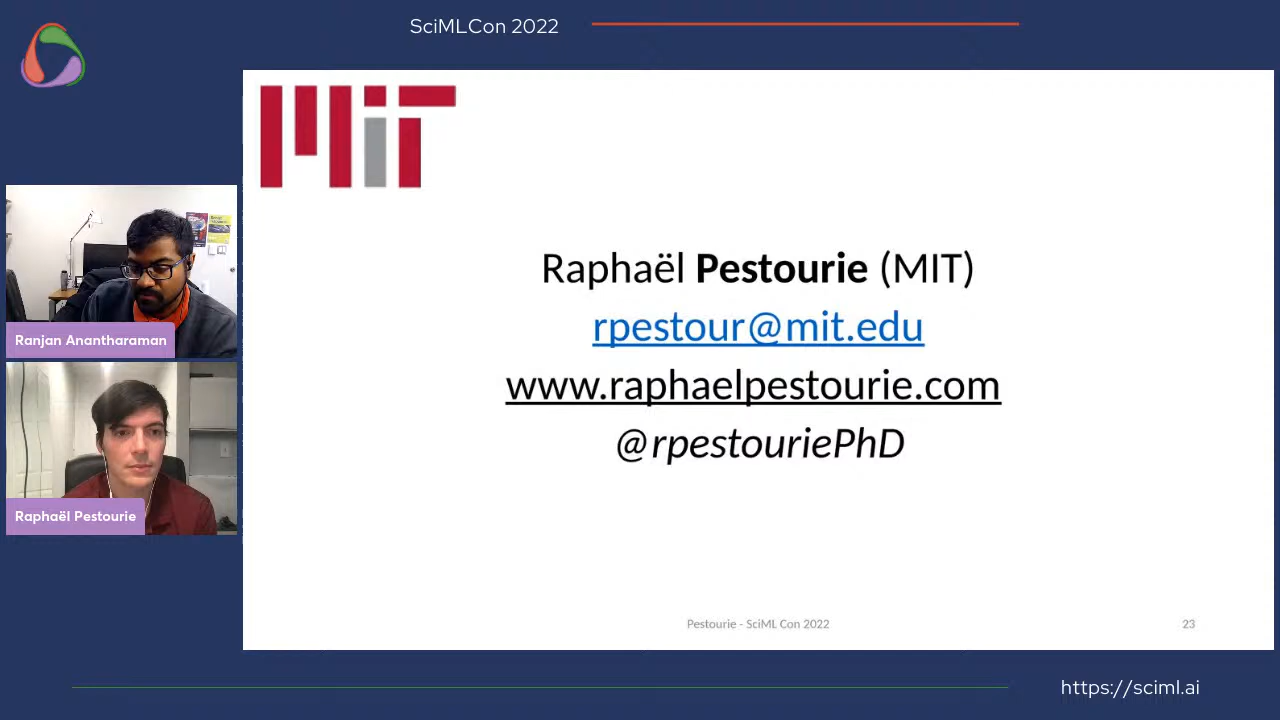 SciMLCon 2022
MIT
Raphaël Pestourie (MIT)
rpestour@mit.edu
www.raphaelpestourie.com
@rpestouriePhD
Ranjan Anantharaman
Raphaël Pestourie
Pestourie - SciML Con 2022
23
https://sciml.ai